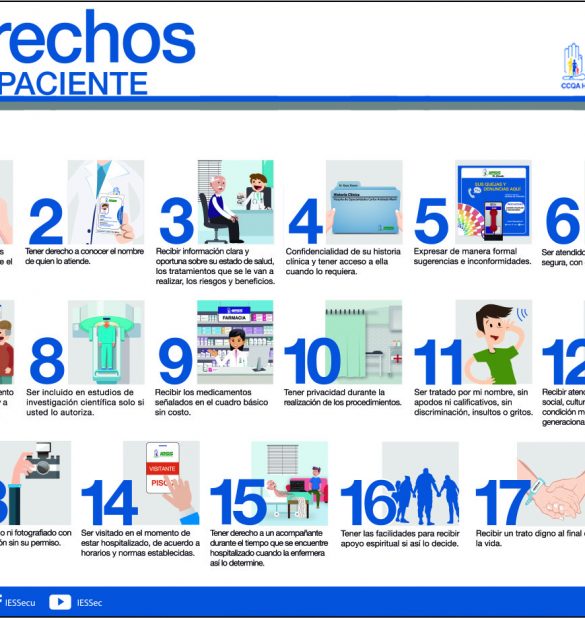 rechos
PACIENTE
CCQA H
2
Tener derecho a conocer el nombre
de quien lo atiende.
3
Recibir información clara y
oportuna sobre su estado de salud,
los tratamientos que se le van a
realizar, los riesgos y beneficios.
4
Historia Clínica
Confidencialidad de su historia
clínica y tener acceso a ella
cuando lo requiera.
5
SUS QUEJAS Y
DENUNCIAS AQUÍ
Expresar de manera formal
sugerencias e inconformidades.
6
Ser atendido
segura, con
8
Ser incluido en estudios de
investigación científica solo si
usted lo autoriza.
9
FARMACIA
Recibir los medicamentos
señalados en el cuadro básico
sin costo.
10
Tener privacidad durante la
realización de los procedimientos.
11
Ser tratado por mi nombre, sin
apodos ni calificativos, sin
discriminación, insultos o gritos.
12
Recibir aten
social, cultur
condición m
generaciona
o ni fotografiado con
ón sin su permiso.
14
VISITANTE
PISO
Ser visitado en el momento de
estar hospitalizado, de acuerdo a
horarios y normas establecidas.
15
Tener derecho a un acompañante
durante el tiempo que se encuentre
hospitalizado cuando la enfermera
así lo determine.
16
Tener las facilidades para recibir
apoyo espiritual si así lo decide.
17
Recibir un trato digno al final d
la vida.
IESSecu
IESSec